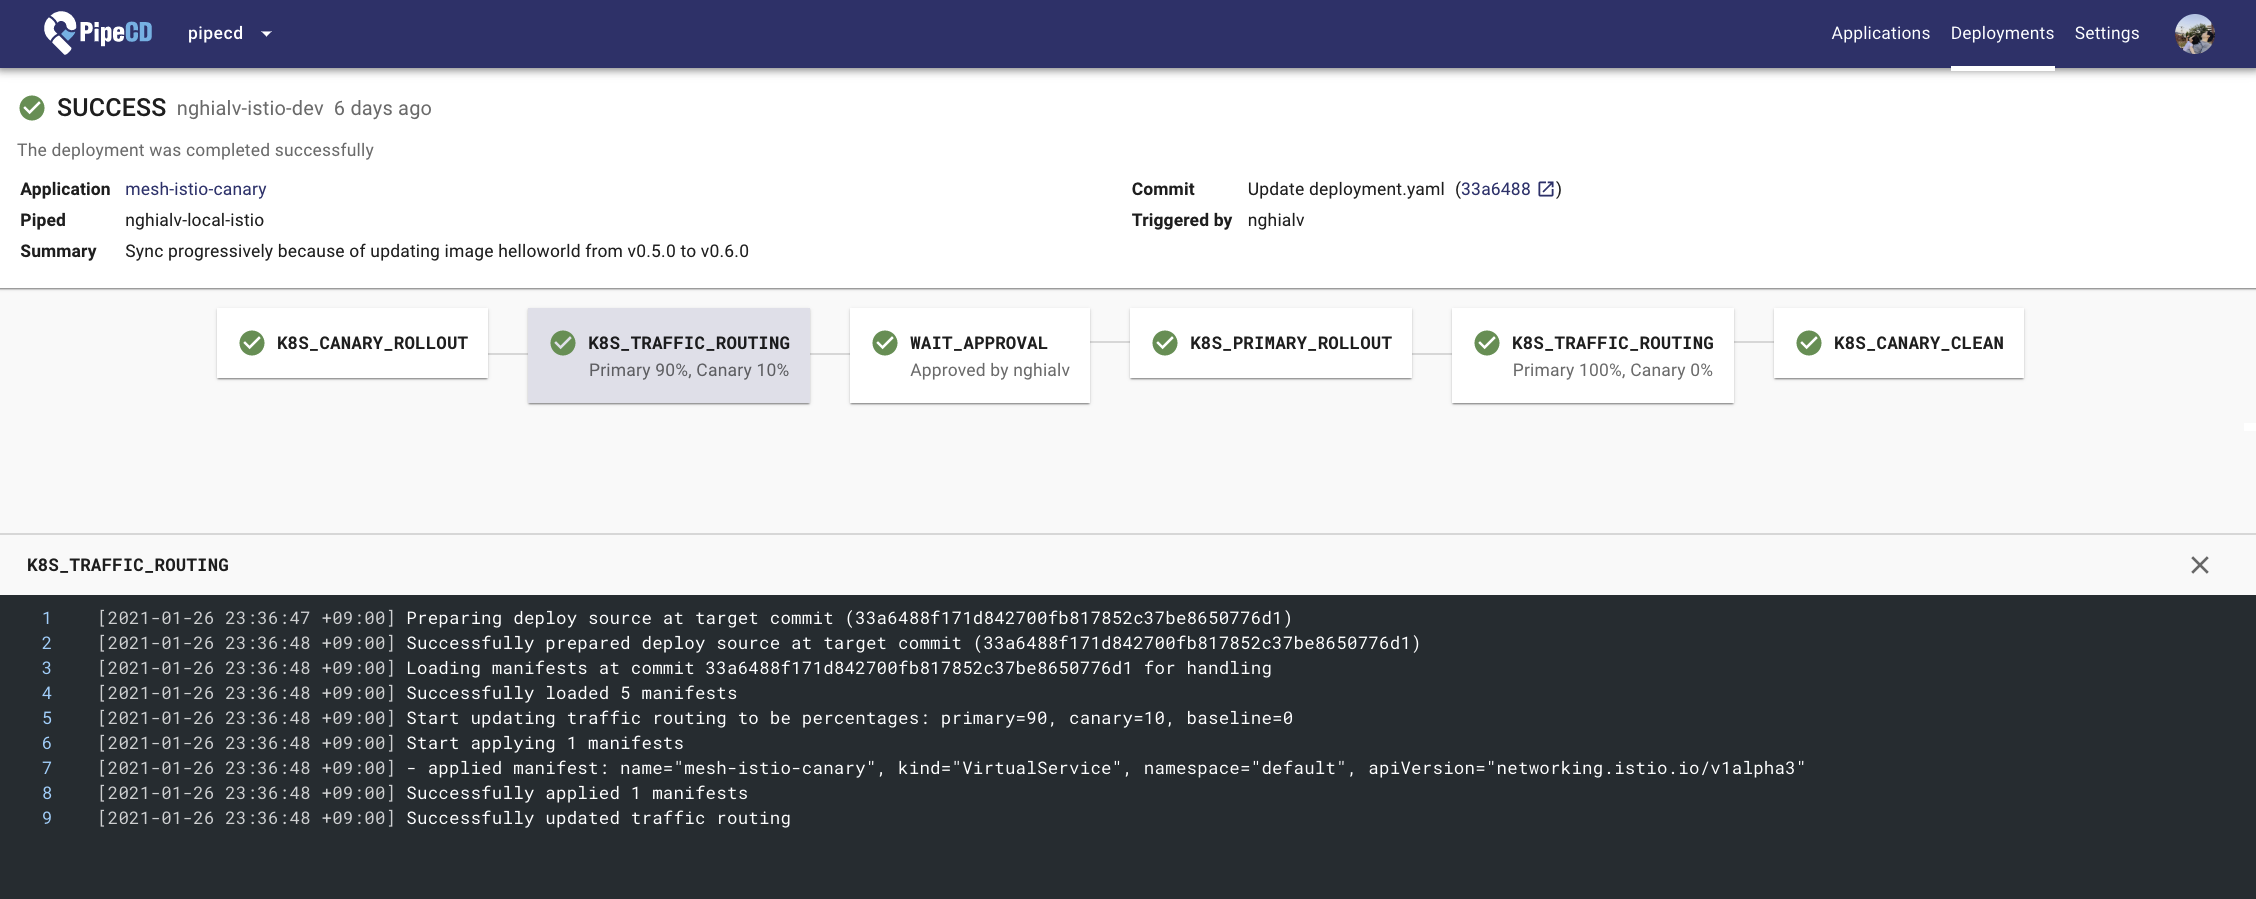 PipeCD pipecd Applications Deployments Settings
SUCCESS nghialv-istio-dev 6 days ago
The deployment was completed successfully
Application mesh-istio-canary
Piped nghialv-local-istio
Summary Sync progressively because of updating image helloworld from v0.5.0 to v0.6.0
Commit Update deployment.yaml (33a6488)
Triggered by nghialv
K8S_CANARY_ROLLOUT
K8S_TRAFFIC_ROUTING
Primary 90%, Canary 10%
WAIT_APPROVAL
Approved by nghialv
K8S_PRIMARY_ROLLOUT
K8S_TRAFFIC_ROUTING
Primary 100%, Canary 0%
K8S_CANARY_CLEAN
K8S_TRAFFIC_ROUTING
1 [2021-01-26 23:36:47 +09:00] Preparing deploy source at target commit (33a6488f171d842700fb817852c37be8650776d1)
2 [2021-01-26 23:36:48 +09:00] Successfully prepared deploy source at target commit (33a6488f171d842700fb817852c37be8650776d1)
3 [2021-01-26 23:36:48 +09:00] Loading manifests at commit 33a6488f171d842700fb817852c37be8650776d1 for handling
4 [2021-01-26 23:36:48 +09:00] Successfully loaded 5 manifests
5 [2021-01-26 23:36:48 +09:00] Start updating traffic routing to be percentages: primary=90, canary=10, baseline=0
6 [2021-01-26 23:36:48 +09:00] Start applying 1 manifests
7 [2021-01-26 23:36:48 +09:00] - applied manifest: name="mesh-istio-canary", kind="VirtualService", namespace="default", apiVersion="networking.istio.io/v1alpha3"
8 [2021-01-26 23:36:48 +09:00] Successfully applied 1 manifests
9 [2021-01-26 23:36:48 +09:00] Successfully updated traffic routing